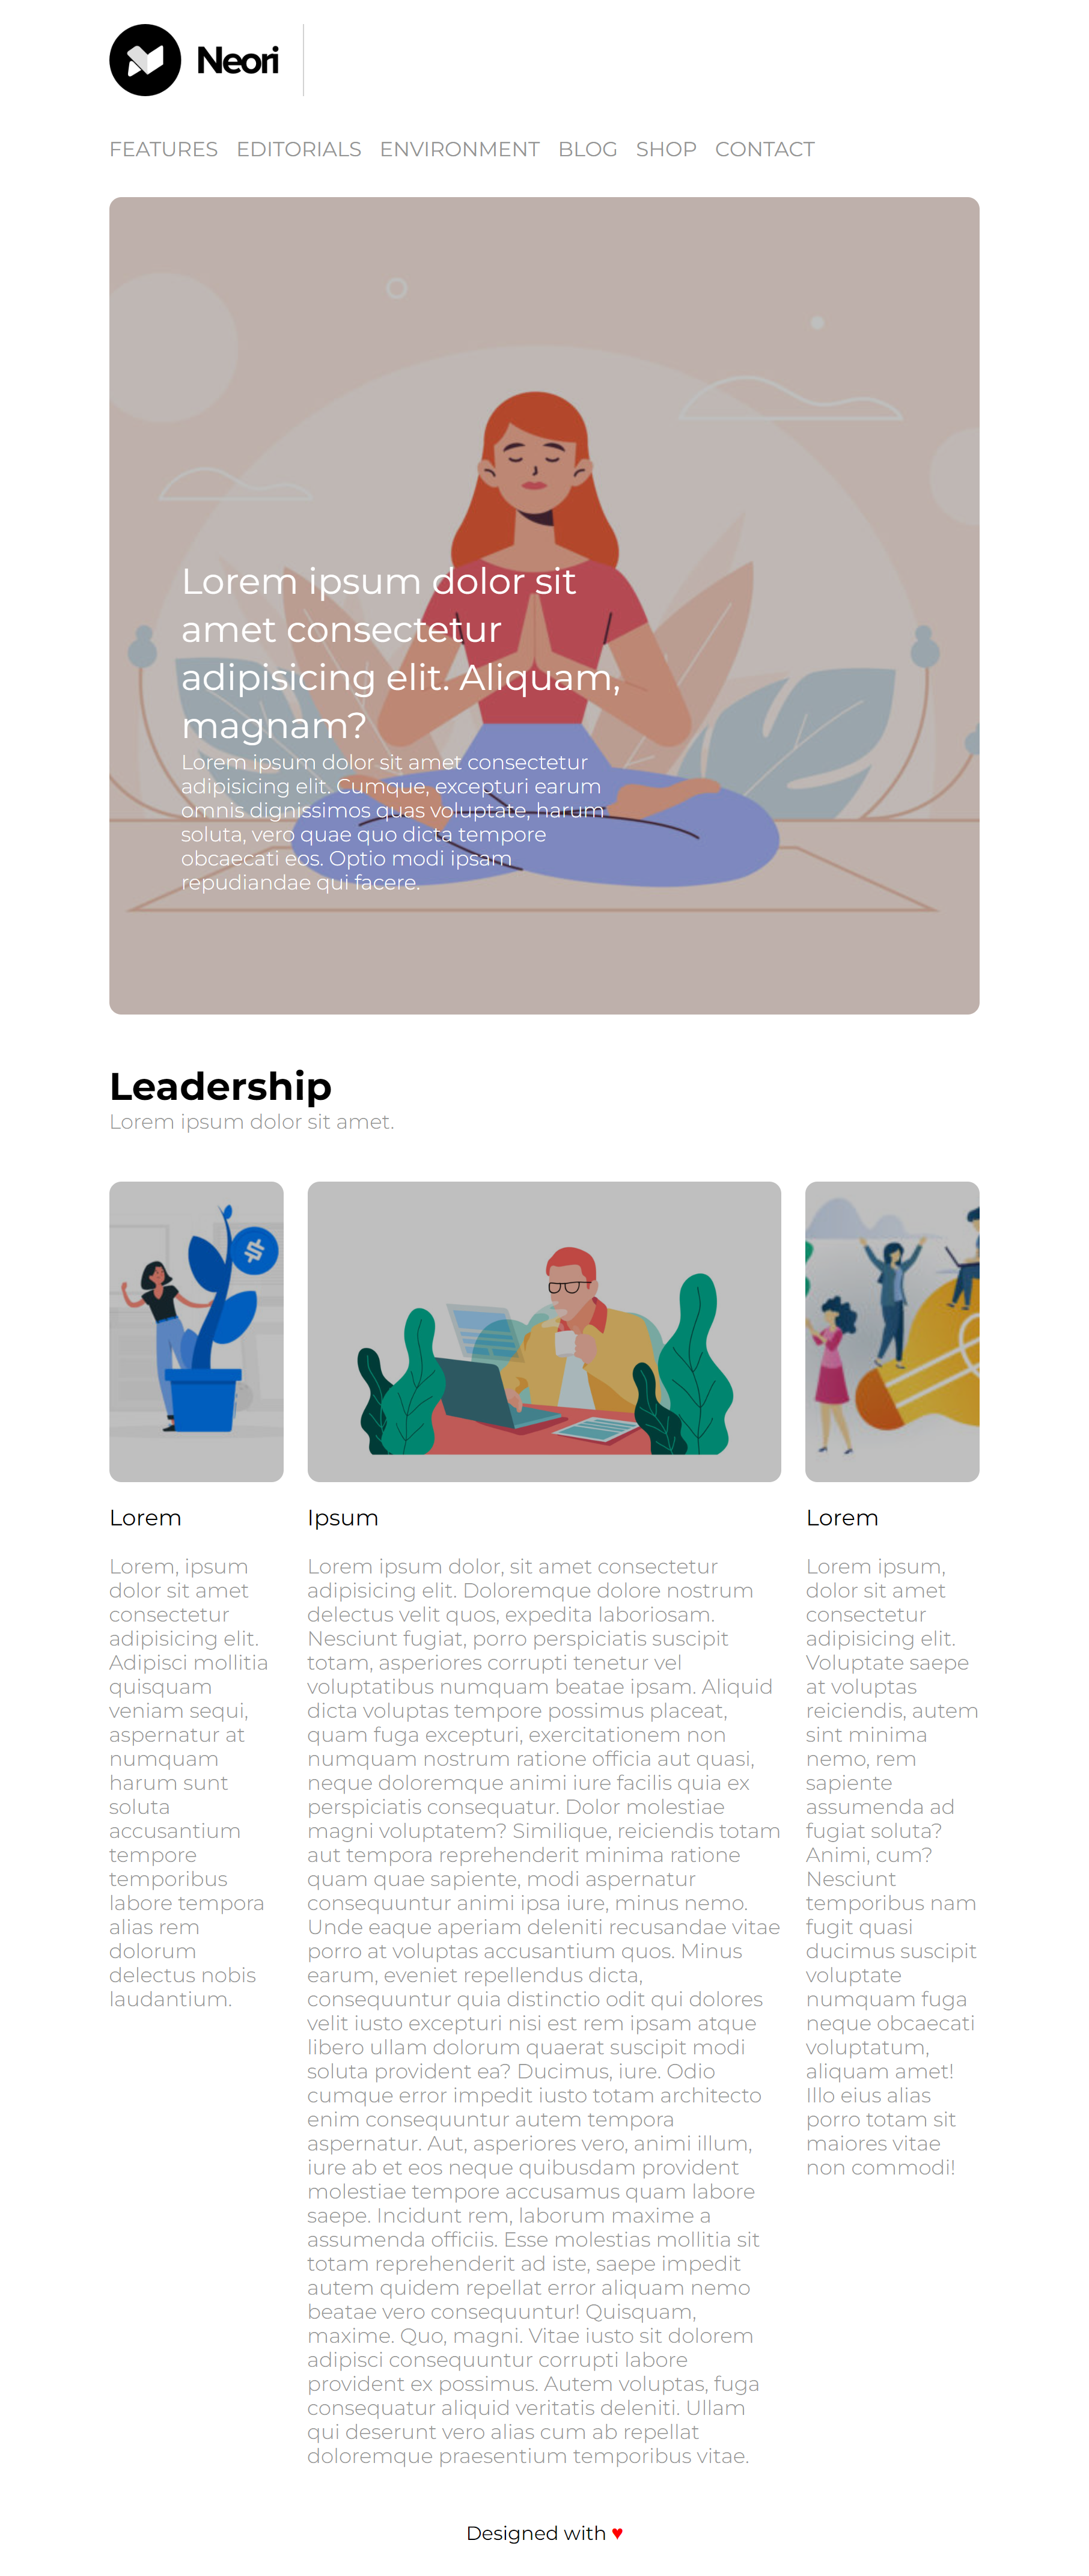 Neori
FEATURES EDITORIALS ENVIRONMENT BLOG SHOP CONTACT
Lorem ipsum dolor sit
amet consectetur
adipisicing elit. Aliquam,
magnam?
Lorem ipsum dolor sit amet consectetur
adipisicing elit. Cumque, excepturi earum
omnis dignissimos quas voluptate, harum
soluta, vero quae quo dicta tempore
obcaecati eos. Optio modi ipsam
repudiandae qui facere.
Leadership
Lorem ipsum dolor sit amet.
$
Lorem
Lorem, ipsum
dolor sit amet
consectetur
adipisicing elit.
Adipisci mollitia
quisquam
veniam sequi,
aspernatur at
numquam
harum sunt
soluta
accusantium
tempore
temporibus
labore tempora
alias rem
dolorum
delectus nobis
laudantium.
Ipsum
Lorem ipsum dolor, sit amet consectetur
adipisicing elit. Doloremque dolore nostrum
delectus velit quos, expedita laboriosam.
Nesciunt fugiat, porro perspiciatis suscipit
totam, asperiores corrupti tenetur vel
voluptatibus numquam beatae ipsam. Aliquid
dicta voluptas tempore possimus placeat,
quam fuga excepturi, exercitationem non
numquam nostrum ratione officia aut quasi,
neque doloremque animi iure facilis quia ex
perspiciatis consequatur. Dolor molestiae
magni voluptatem? Similique, reiciendis totam
aut tempora reprehenderit minima ratione
quam quae sapiente, modi aspernatur
consequuntur animi ipsa iure, minus nemo.
Unde eaque aperiam deleniti recusandae vitae
porro at voluptas accusantium quos. Minus
earum, eveniet repellendus dicta,
consequuntur quia distinctio odit qui dolores
velit iusto excepturi nisi est rem ipsam atque
libero ullam dolorum quaerat suscipit modi
soluta provident ea? Ducimus, iure. Odio
cumque error impedit iusto totam architecto
enim consequuntur autem tempora
aspernatur. Aut, asperiores vero, animi illum,
iure ab et eos neque quibusdam provident
molestiae tempore accusamus quam labore
saepe. Incidunt rem, laborum maxime a
assumenda officiis. Esse molestias mollitia sit
totam reprehenderit ad iste, saepe impedit
autem quidem repellat error aliquam nemo
beatae vero consequuntur! Quisquam,
maxime. Quo, magni. Vitae iusto sit dolorem
adipisci consequuntur corrupti labore
provident ex possimus. Autem voluptas, fuga
consequatur aliquid veritatis deleniti. Ullam
qui deserunt vero alias cum ab repellat
doloremque praesentium temporibus vitae.
Lorem
Lorem ipsum,
dolor sit amet
consectetur
adipisicing elit.
Voluptate saepe
at voluptas
reiciendis, autem
sint minima
nemo, rem
sapiente
assumenda ad
fugiat soluta?
Animi, cum?
Nesciunt
temporibus nam
fugit quasi
ducimus suscipit
voluptate
numquam fuga
neque obcaecati
voluptatum,
aliquam amet!
Illo eius alias
porro totam sit
maiores vitae
non commodi!
Designed with ♥